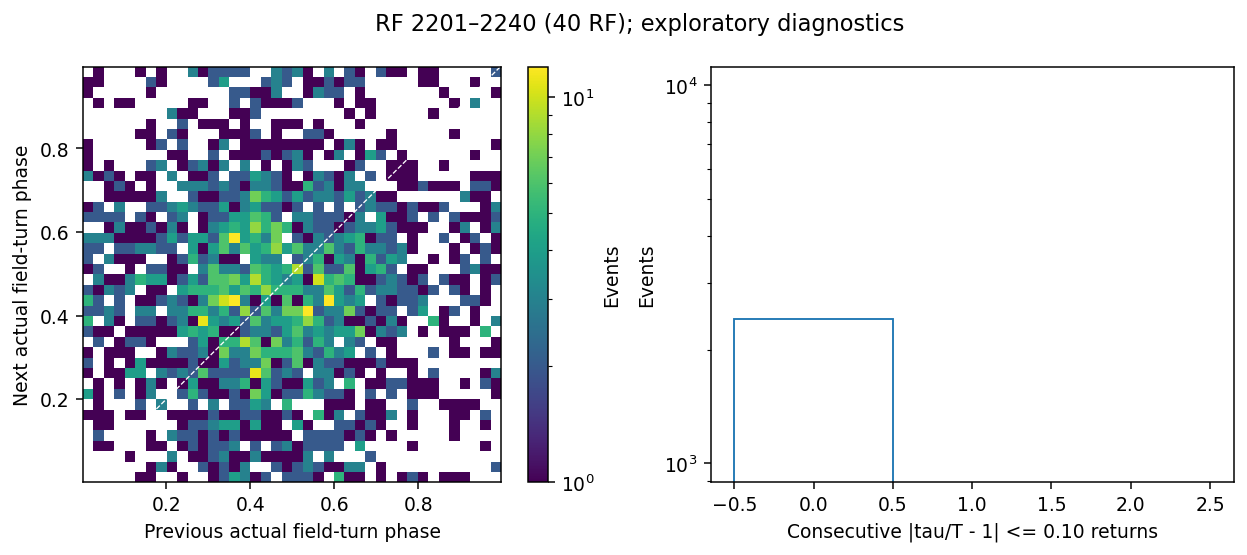 RF 2201–2240 (40 RF); exploratory diagnostics
Next actual field-turn phase
0.8
0.6
0.4
0.2
0.2 0.4 0.6 0.8
Previous actual field-turn phase
10¹
10⁰
Events
Events
10⁴
10³
−0.5 0.0 0.5 1.0 1.5 2.0 2.5
Consecutive |tau/T - 1| <= 0.10 returns